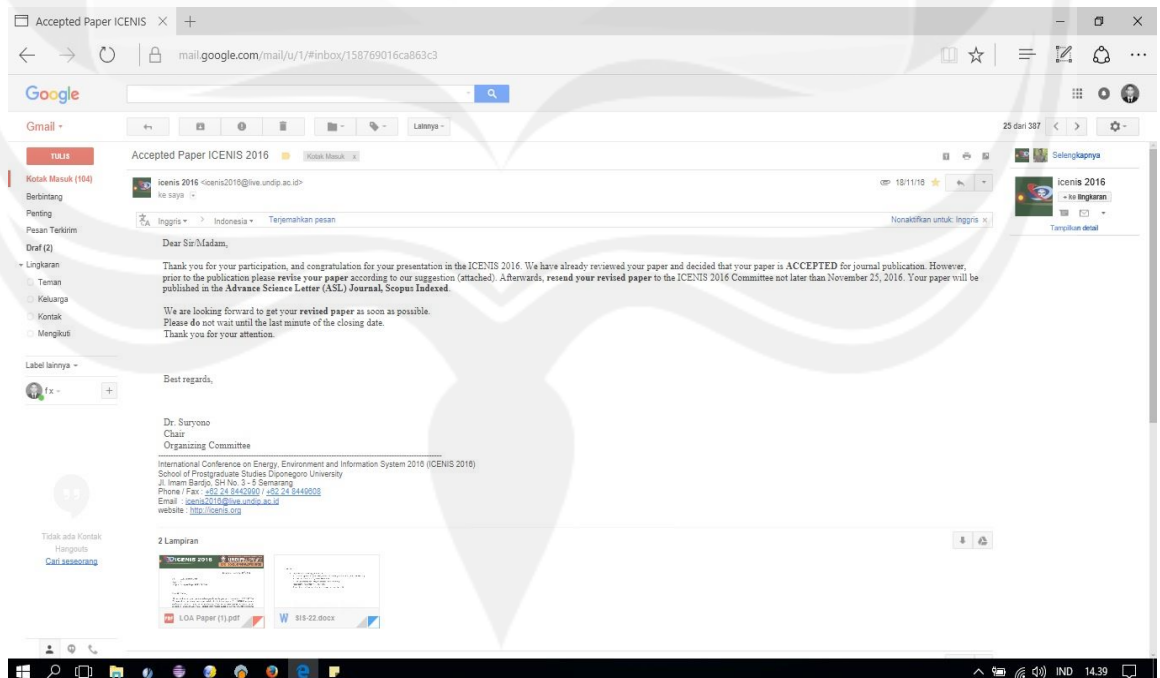 Accepted Paper ICENIS
mail.google.com/mail/u/1/#inbox/158769016ca863c3
Google
Gmail
Lainnya
25 dari 387
TULIS
Kotak Masuk (104)
Berbintang
Penting
Pesan Terkirim
Draf (2)
Lingkaran
Teman
Keluarga
Kontak
Mengikuti
Label lainnya
f x
Accepted Paper ICENIS 2016
Kotak Masuk x
icenis 2016 <icenis2016@live.undip.ac.id>
ke saya
18/11/16
Inggris > Indonesia Terjemahkan pesan
Nonaktifkan untuk: Inggris x
Dear Sir/Madam,
Thank you for your participation, and congratulation for your presentation in the ICENIS 2016. We have already reviewed your paper and decided that your paper is ACCEPTED for journal publication. However,
prior to the publication please revise your paper according to our suggestion (attached). Afterwards, resend your revised paper to the ICENIS 2016 Committee not later than November 25, 2016. Your paper will be
published in the Advance Science Letter (ASL) Journal, Scopus Indexed.
We are looking forward to get your revised paper as soon as possible.
Please do not wait until the last minute of the closing date.
Thank you for your attention.
Best regards,
Dr. Suryono
Chair
Organizing Committee
International Conference on Energy, Environment and Information System 2016 (ICENIS 2016)
School of Prostgraduate Studies Diponegoro University
Jl. Imam Bardjo, SH No. 3 - 5 Semarang
Phone / Fax : +62 24 8442990 / +62 24 8449608
Email : icenis2016@live.undip.ac.id
website : http://icenis.org
2 Lampiran
ICENIS 2016
PDF LOA Paper (1).pdf
W SIS-22.docx
Selengkapnya
icenis 2016
+ ke lingkaran
Tampilkan detail
Tidak ada Kontak
Hangouts
Cari seseorang
IND 14.39